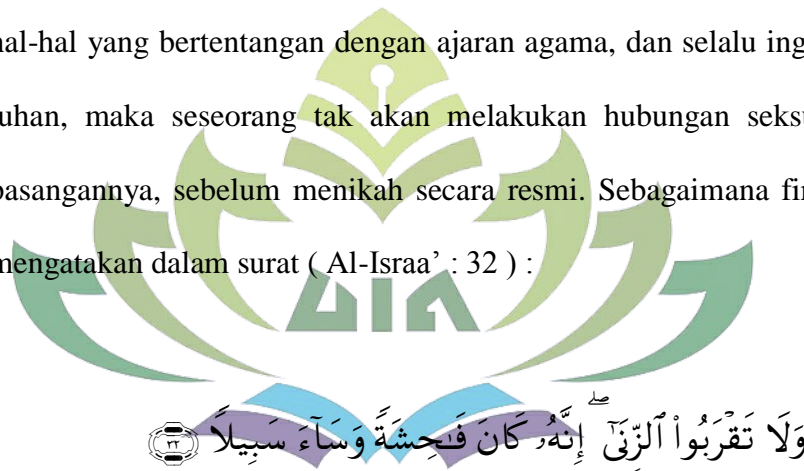 hal-hal yang bertentangan dengan ajaran agama, dan selalu ing
uhan, maka seseorang tak akan melakukan hubungan seksu
pasangannya, sebelum menikah secara resmi. Sebagaimana fir
mengatakan dalam surat ( Al-Israa’ : 32 ) :
UIN
وَلَا تَقْرَبُوا۟ ٱلزِّنَىٰٓ ۖ إِنَّهُۥ كَانَ فَـٰحِشَةً وَسَآءَ سَبِيلًا ٣٢